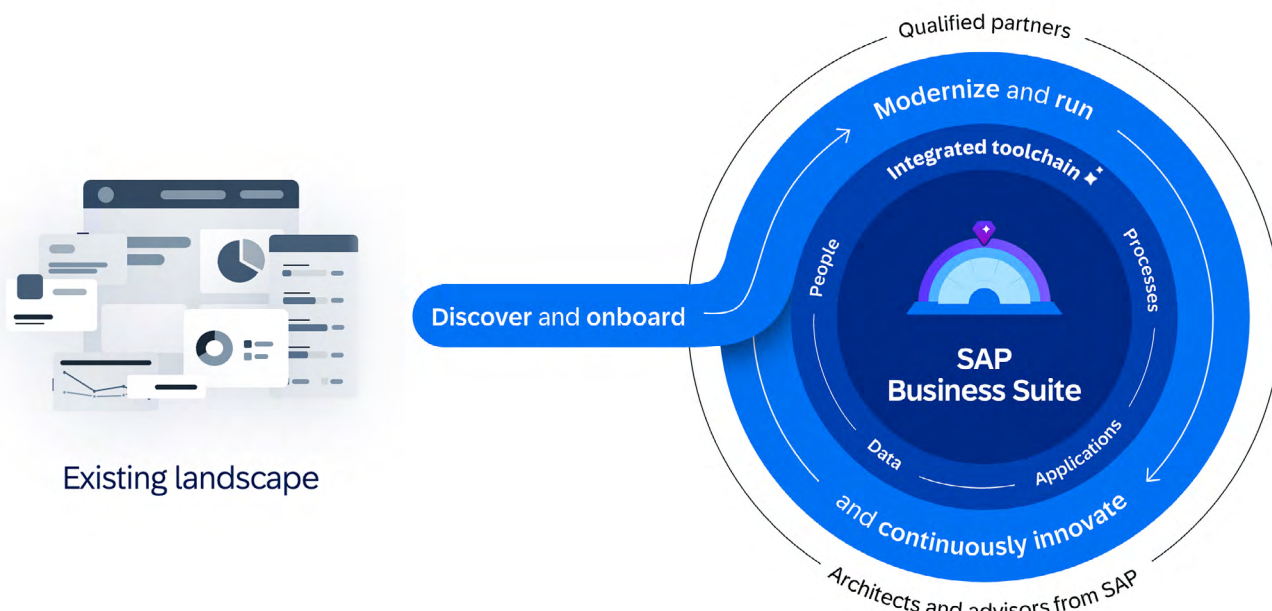 Qualified partners
Modernize and run
Integrated toolchain
People
Processes
Discover and onboard
SAP
Business Suite
Data
Applications
Existing landscape
and continuously innovate
Architects and advisors from SAP